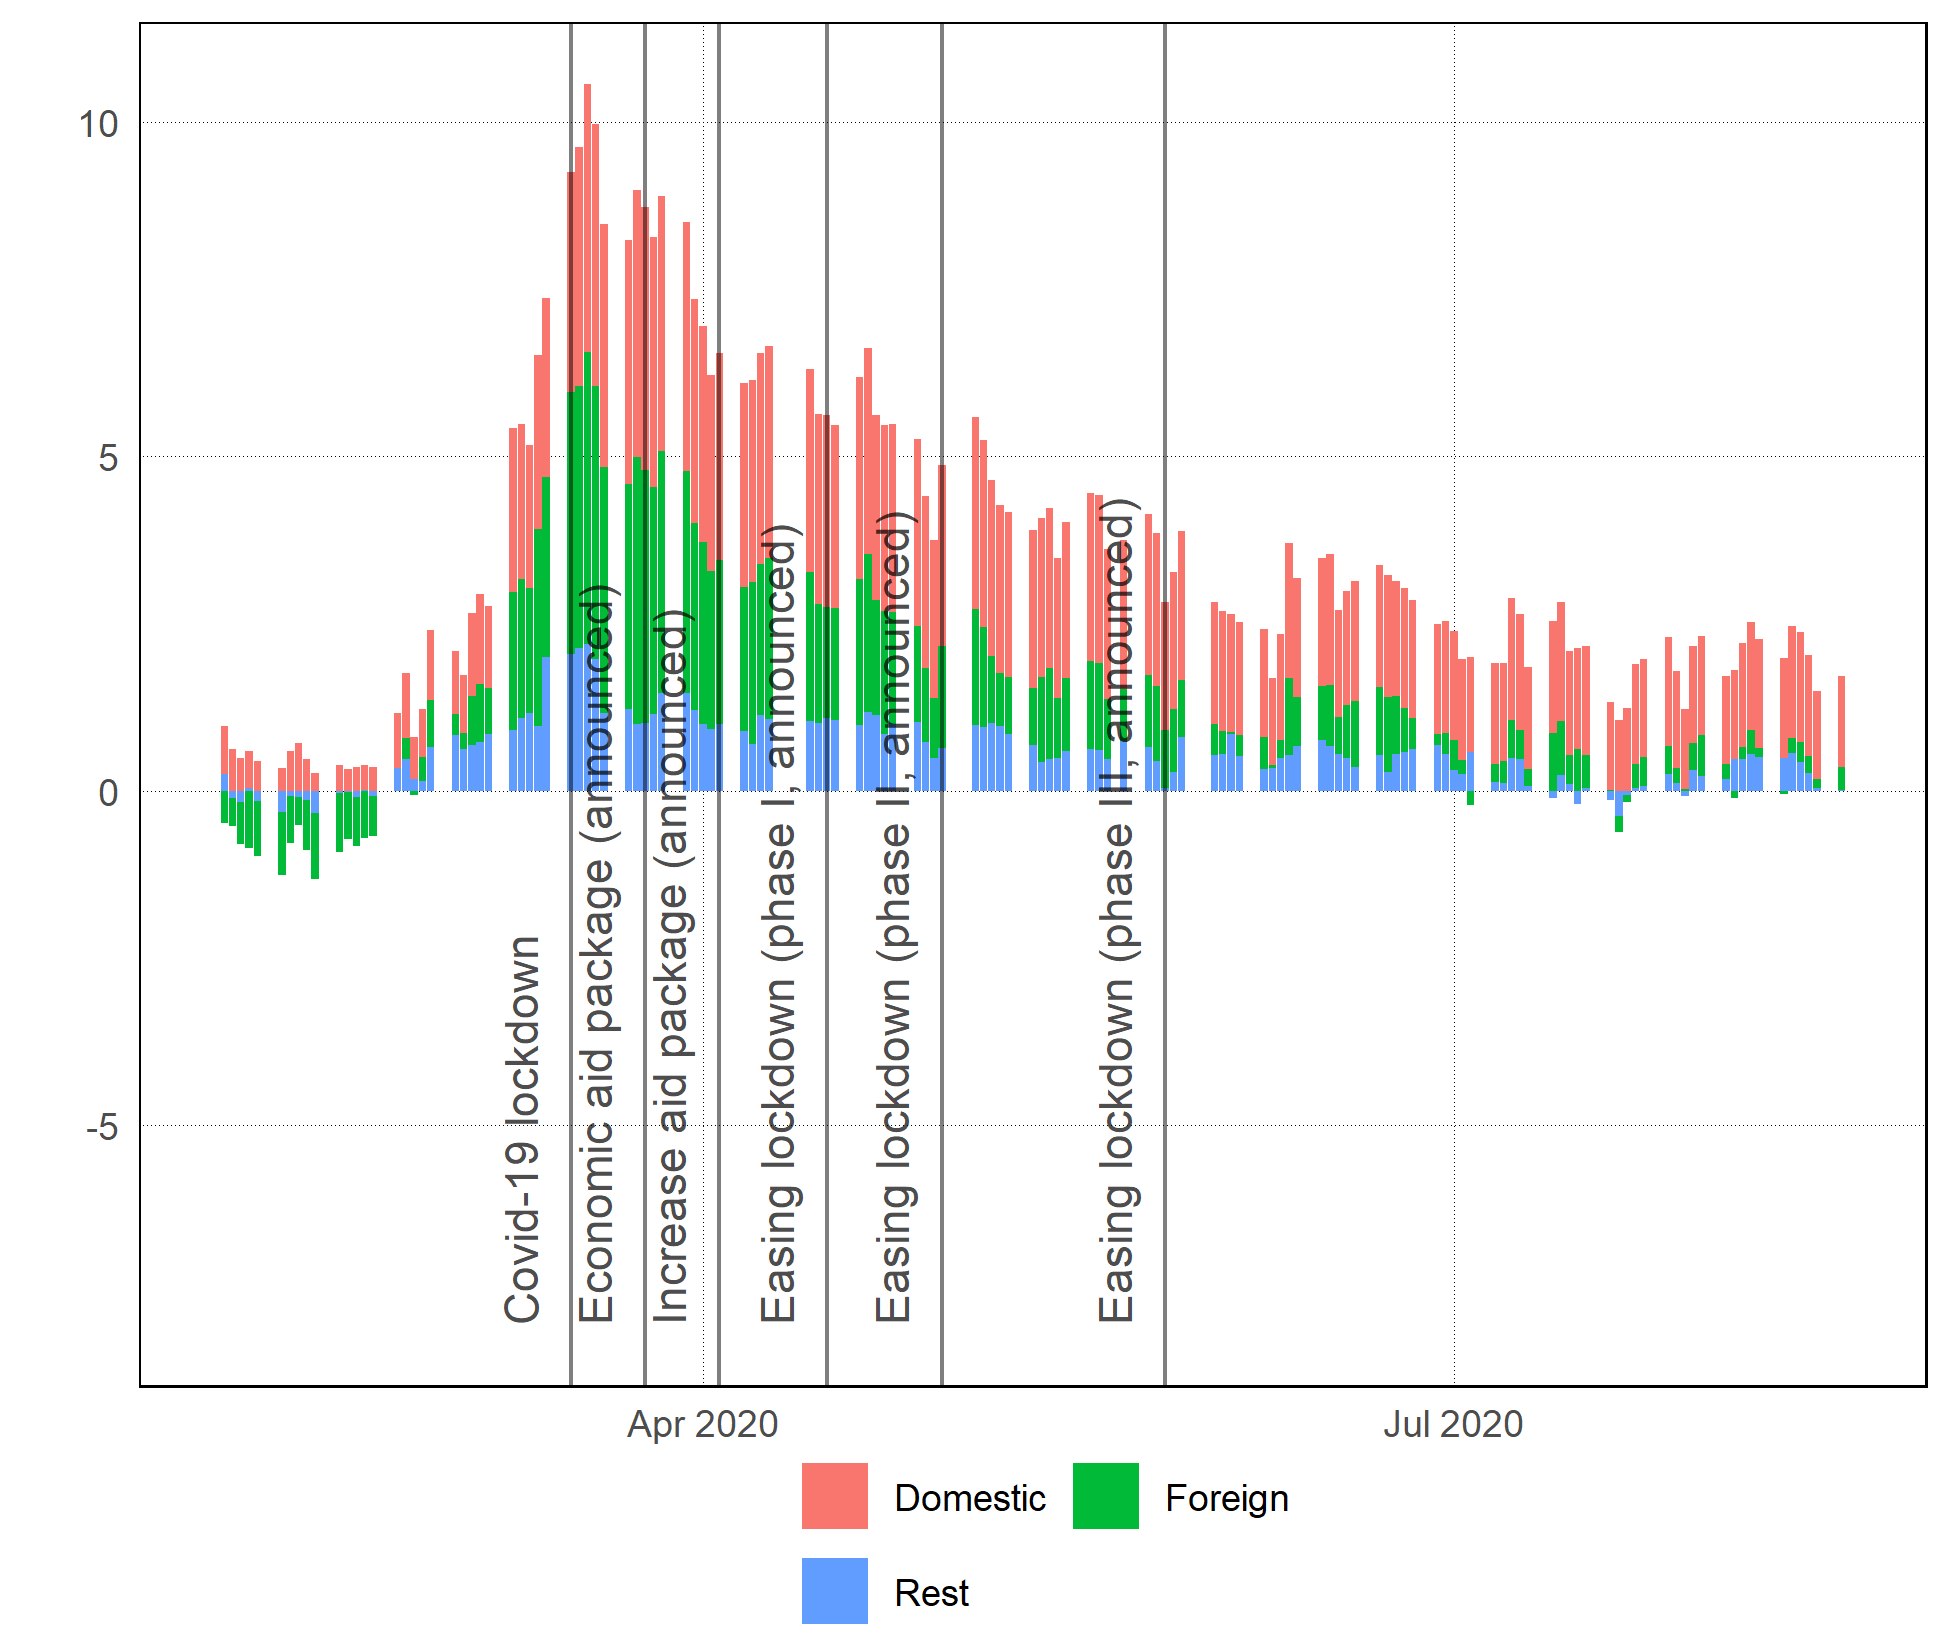 10
5
0
-5
Covid-19 lockdown
Economic aid package (announced)
Increase aid package (announced)
Easing lockdown (phase I, announced)
Easing lockdown (phase II, announced)
Easing lockdown (phase III, announced)
Apr 2020
Jul 2020
Domestic
Foreign
Rest